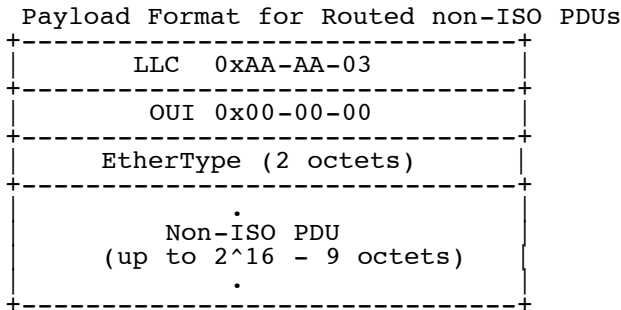 Payload Format for Routed non-ISO PDUs
+-------------------------------+
| LLC 0xAA-AA-03 |
+-------------------------------+
| OUI 0x00-00-00 |
+-------------------------------+
| EtherType (2 octets) |
+-------------------------------+
| . |
| Non-ISO PDU |
| (up to 2^16 - 9 octets) |
| . |
+-------------------------------+